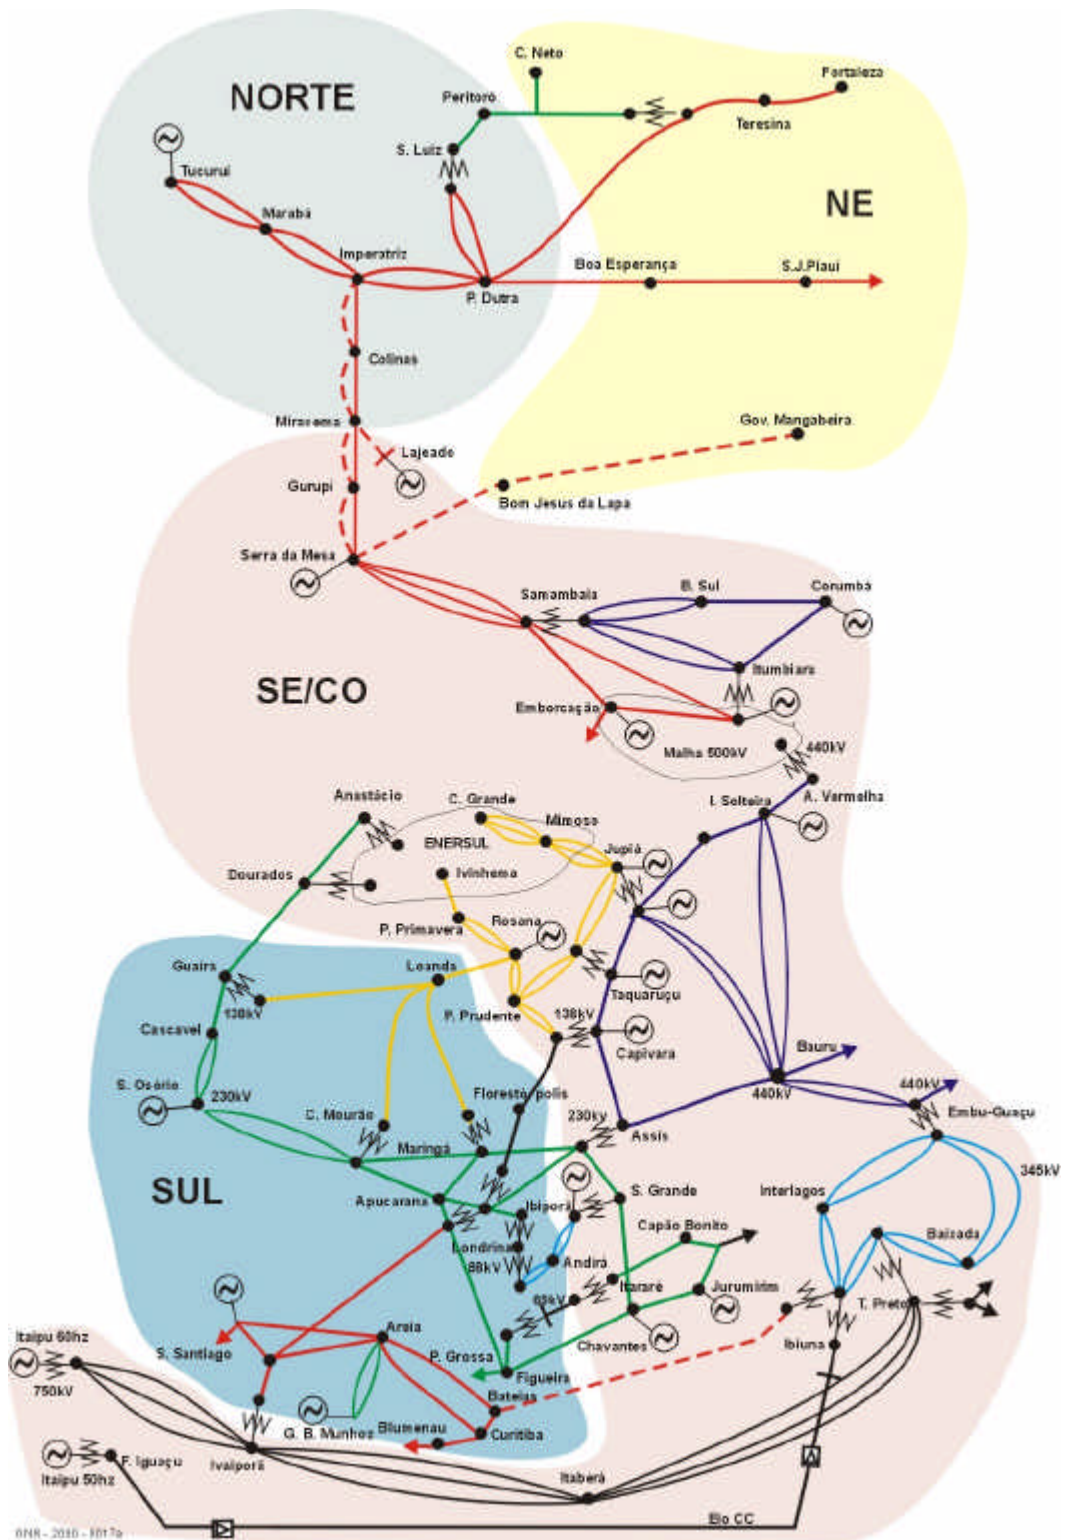 C. Neto
Fortaleza
NORTE
Peritoró
Teresina
S. Luiz
Tucuruí
NE
Marabá
Imperatriz
Boa Esperança
S.J.Piauí
P. Dutra
Colinas
Miracema
Gov. Mangabeira
Lajeado
Gurupi
Bom Jesus da Lapa
Serra da Mesa
B. Sul
Corumbá
Samambaia
Itumbiara
SE/CO
Emborcação
Malha 500kV
440kV
Anastácio
C. Grande
I. Solteira
A. Vermelha
Mimoso
ENERSUL
Jupiá
Dourados
Ivinhema
P. Primavera
Rosana
Guaíra
Loanda
Taquaruçu
138kV
P. Prudente
138kV
Cascavel
Capivara
Bauru
S. Osório
230kV
Florestópolis
440kV
440kV
C. Mourão
230kv
Embu-Guaçu
Maringá
Assis
345kV
SUL
Apucarana
Ibiporã
S. Grande
Interlagos
Capão Bonito
Londrina
88kV
Andirá
Baixada
Itararé
Jurumirim
T. Preto
Areia
Itaipu 60hz
S. Santiago
P. Grossa
Chavantes
Ibiuna
750kV
Figueira
Bateias
G. B. Munhoz
Blumenau
Curitiba
F. Iguaçu
Ivaiporã
Itaipu 50hz
Itaberá
Elo CC